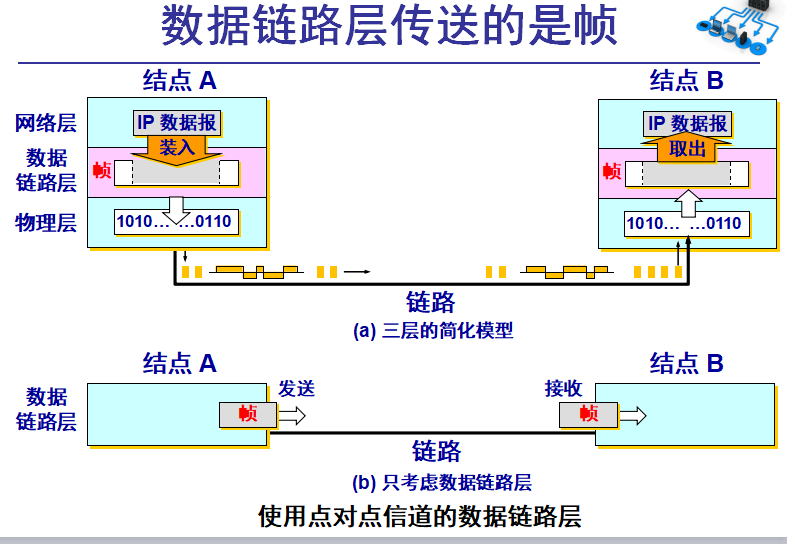 数据链路层传送的是帧
结点 A
结点 B
网络层
IP 数据报
IP 数据报
装入
取出
数据
链路层
帧
帧
物理层
1010… …0110
1010… …0110
链路
(a) 三层的简化模型
结点 A
结点 B
数据
链路层
发送
接收
帧
帧
链路
(b) 只考虑数据链路层
使用点对点信道的数据链路层